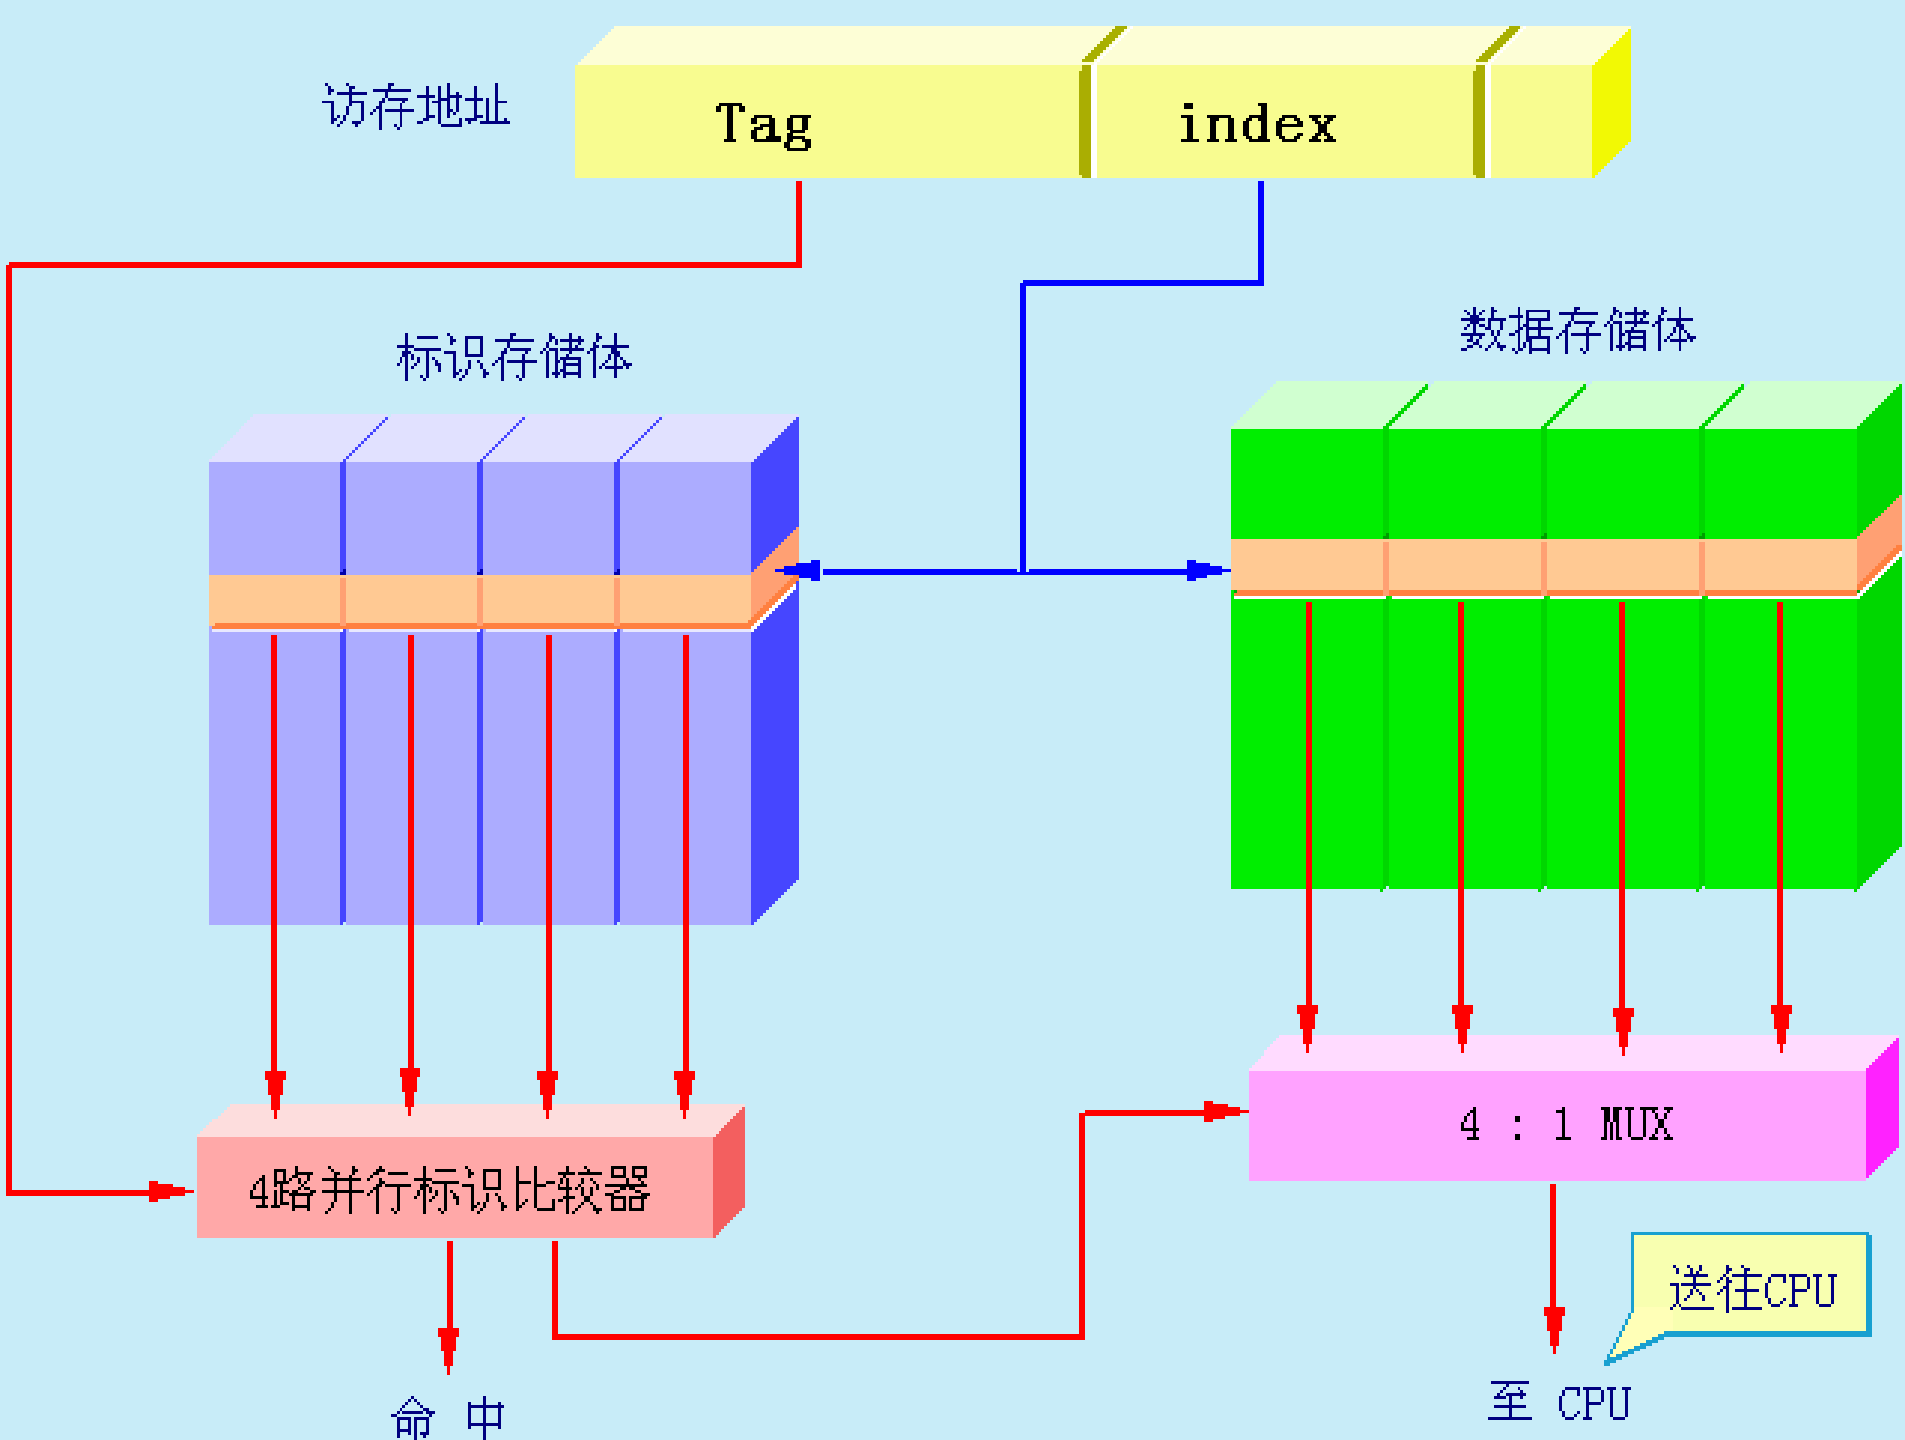 访存地址
Tag
index
数据存储体
标识存储体
4 : 1 MUX
4路并行标识比较器
送往CPU
至 CPU
命 中